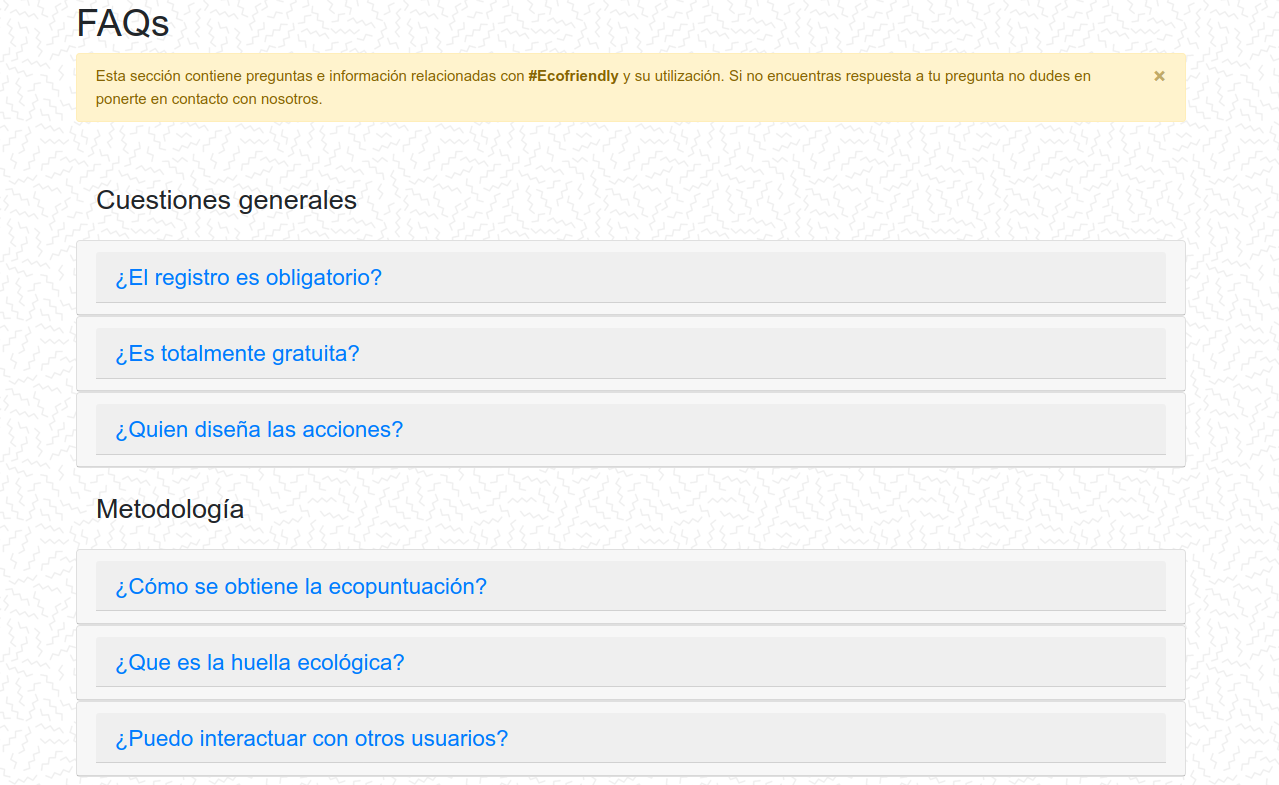 FAQs
Esta sección contiene preguntas e información relacionadas con #Ecofriendly y su utilización. Si no encuentras respuesta a tu pregunta no dudes en
ponerte en contacto con nosotros.
×
Cuestiones generales
¿El registro es obligatorio?
¿Es totalmente gratuita?
¿Quien diseña las acciones?
Metodología
¿Cómo se obtiene la ecopuntuación?
¿Que es la huella ecológica?
¿Puedo interactuar con otros usuarios?